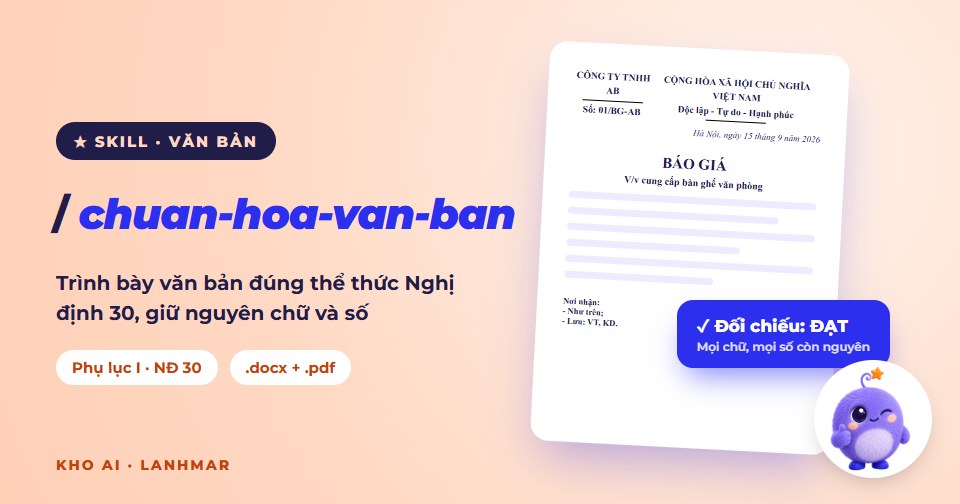 ★ SKILL · VĂN BẢN
/ chuan-hoa-van-ban
Trình bày văn bản đúng thể thức Nghị
định 30, giữ nguyên chữ và số
Phụ lục I · NĐ 30
.docx + .pdf
KHO AI · LANHMAR
CÔNG TY TNHH
AB
Số: 01/BG-AB
CỘNG HÒA XÃ HỘI CHỦ NGHĨA
VIỆT NAM
Độc lập - Tự do - Hạnh phúc
Hà Nội, ngày 15 tháng 9 năm 2026
BÁO GIÁ
V/v cung cấp bàn ghế văn phòng
Nơi nhận:
- Như trên;
- Lưu: VT, KD.
✓ Đối chiếu: ĐẠT
Mọi chữ, mọi số còn nguyên